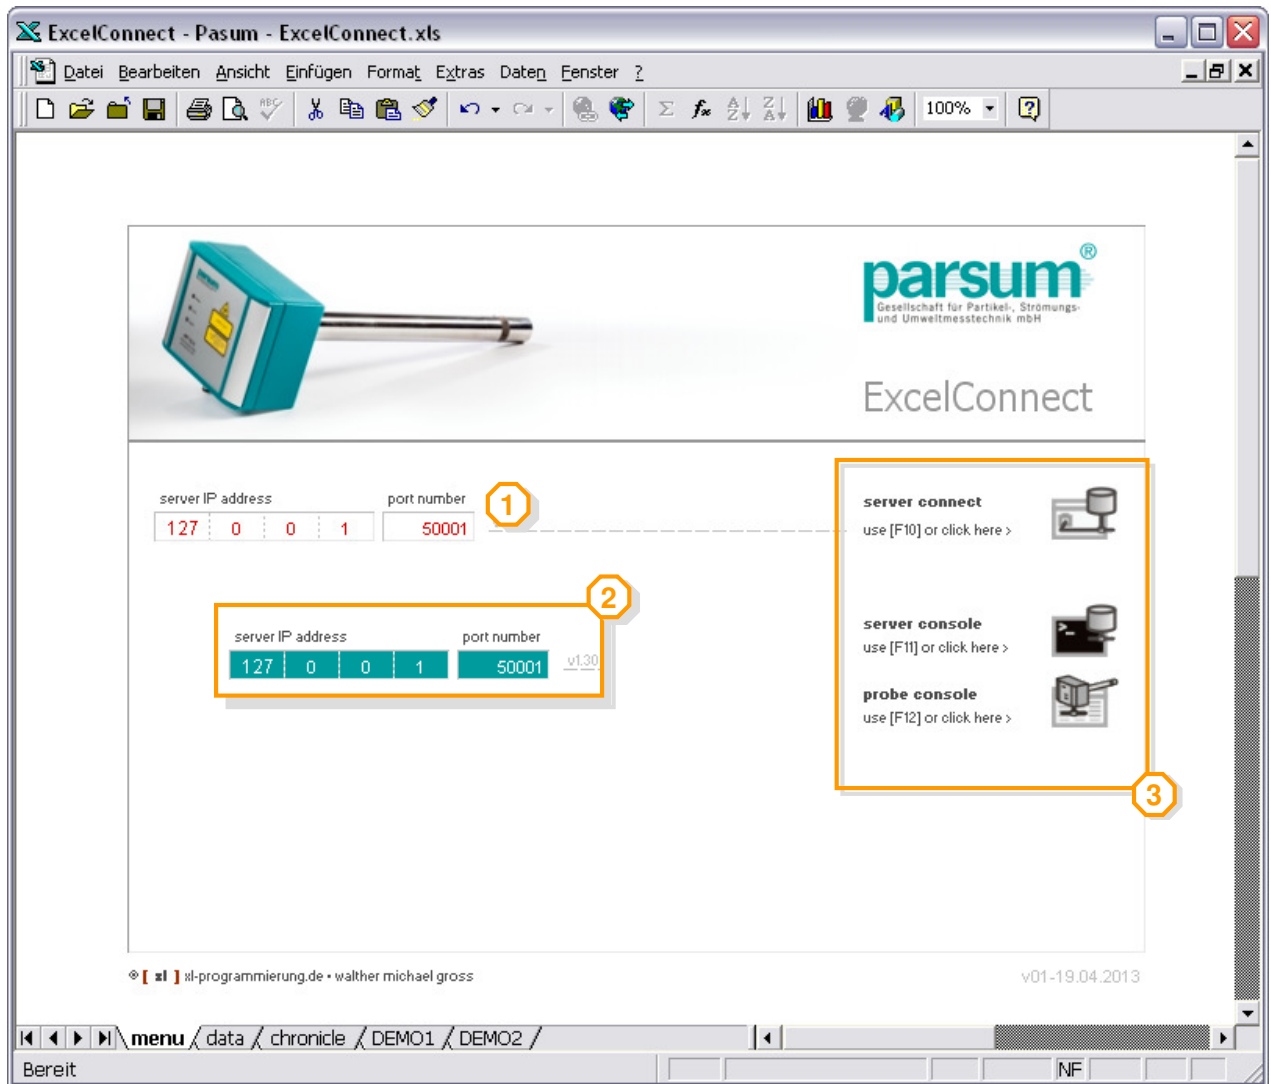 ExcelConnect - Pasum - ExcelConnect.xls
Datei Bearbeiten Ansicht Einfügen Format Extras Daten Fenster ?
100%
parsum®
Gesellschaft für Partikel-, Strömungs-
und Umweltmesstechnik mbH
ExcelConnect
server IP address port number 1
127 0 0 1 50001
server connect
use [F10] or click here >
2
server IP address port number
127 0 0 1 50001 v1.30
server console
use [F11] or click here >
probe console
use [F12] or click here >
3
® [ xl ] xl-programmierung.de • walther michael gross
v01-19.04.2013
menu data chronicle DEMO1 DEMO2
Bereit NF